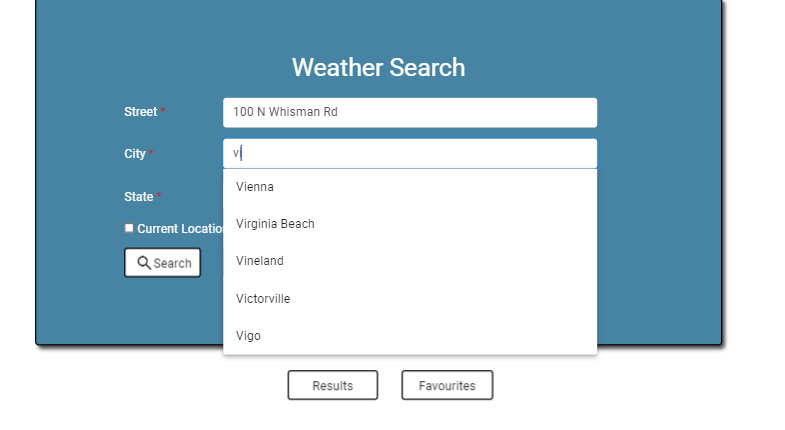 Weather Search
Street * 100 N Whisman Rd
City * vi
State *
Vienna
Virginia Beach
Current Locatio
Vineland
Search
Victorville
Vigo
Results Favourites